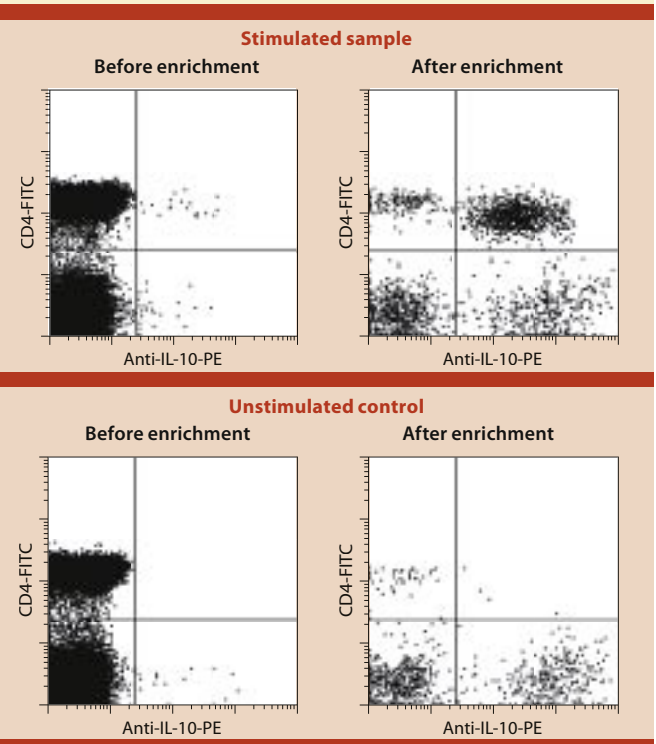 Stimulated sample
Before enrichment
After enrichment
CD4-FITC
CD4-FITC
Anti-IL-10-PE
Anti-IL-10-PE
Unstimulated control
Before enrichment
After enrichment
CD4-FITC
CD4-FITC
Anti-IL-10-PE
Anti-IL-10-PE